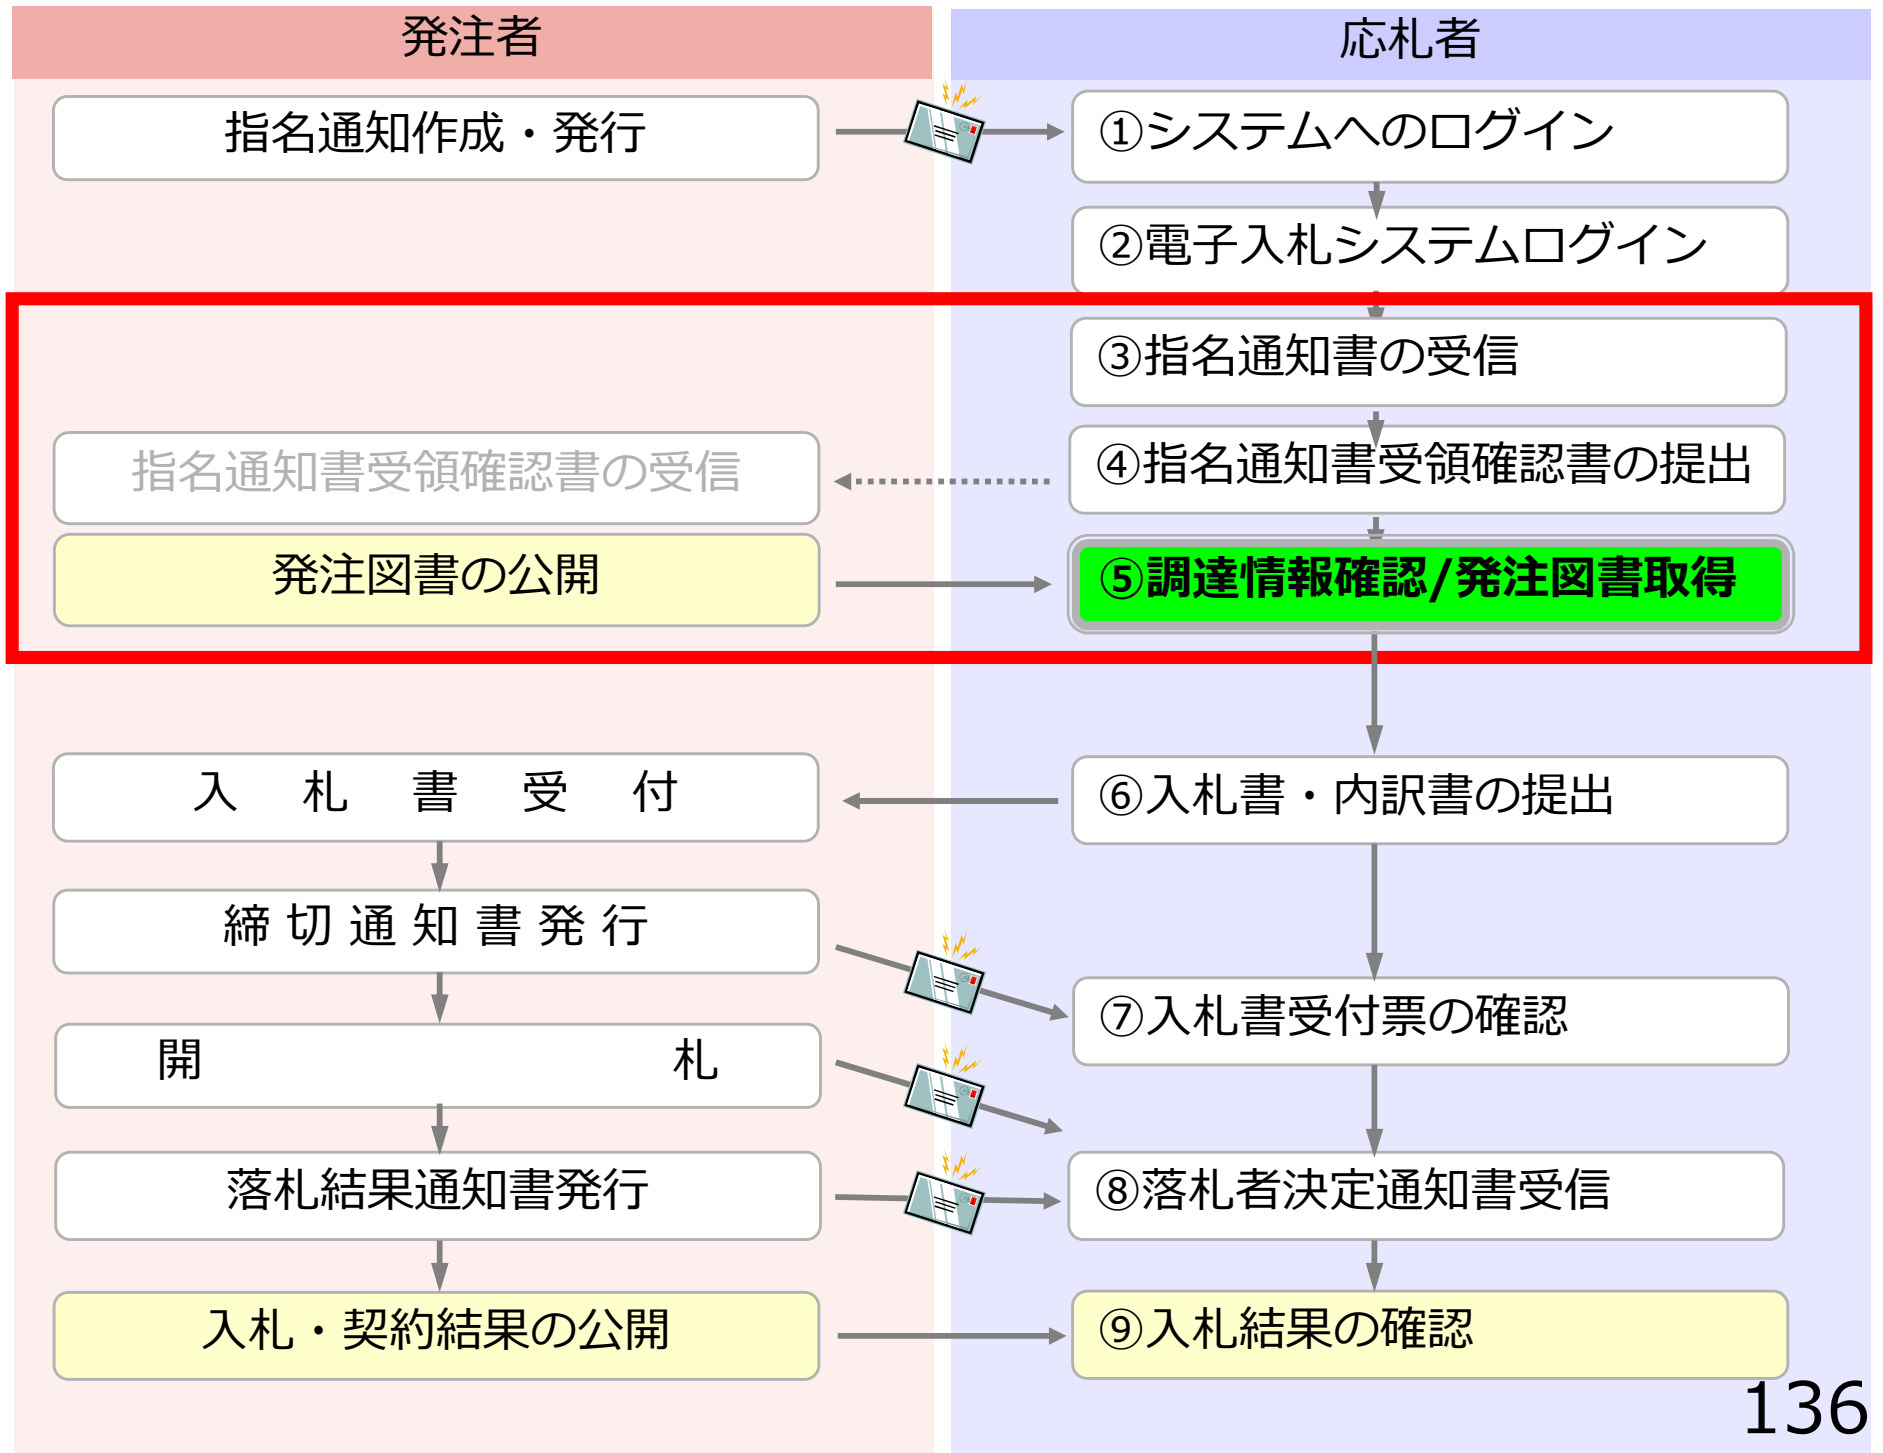 発注者
応札者
指名通知作成・発行
①システムへのログイン
②電子入札システムログイン
③指名通知書の受信
指名通知書受領確認書の受信
④指名通知書受領確認書の提出
発注図書の公開
⑤調達情報確認/発注図書取得
入 札 書 受 付
⑥入札書・内訳書の提出
締切通知書発行
⑦入札書受付票の確認
開 札
落札結果通知書発行
⑧落札者決定通知書受信
入札・契約結果の公開
⑨入札結果の確認
136